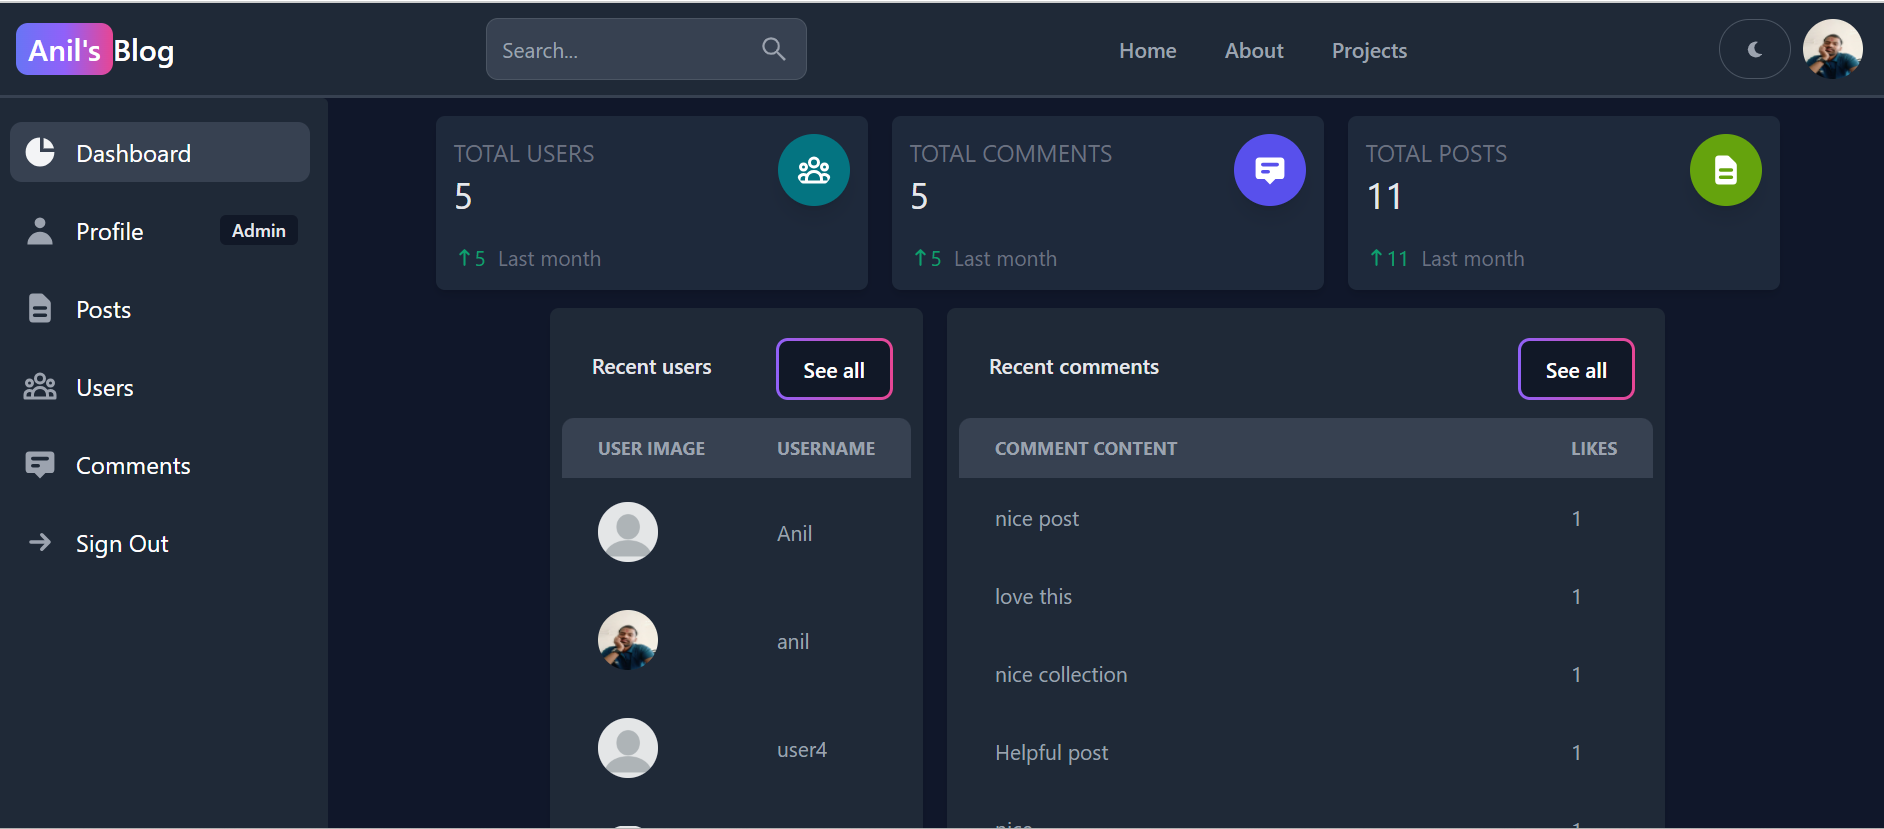 Anil's Blog
Search...
Home
About
Projects
Dashboard
Profile
Admin
Posts
Users
Comments
Sign Out
TOTAL USERS
5
5 Last month
TOTAL COMMENTS
5
5 Last month
TOTAL POSTS
11
11 Last month
Recent users
See all
USER IMAGE USERNAME
Anil
anil
user4
Recent comments
See all
COMMENT CONTENT LIKES
nice post 1
love this 1
nice collection 1
Helpful post 1
nice 1